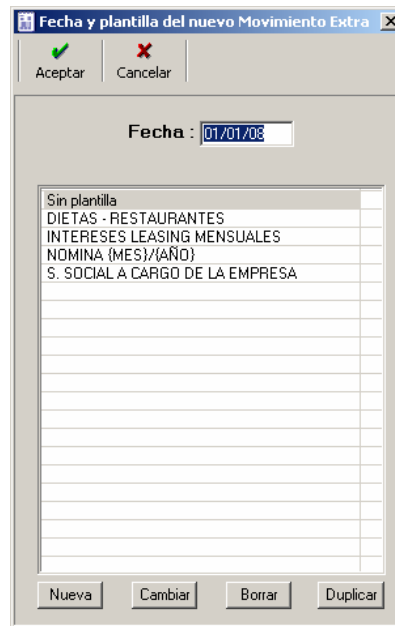 Fecha y plantilla del nuevo Movimiento Extra
Aceptar Cancelar
Fecha : 01/01/08
Sin plantilla
DIETAS - RESTAURANTES
INTERESES LEASING MENSUALES
NOMINA {MES}/{AÑO}
S. SOCIAL A CARGO DE LA EMPRESA
Nueva Cambiar Borrar Duplicar